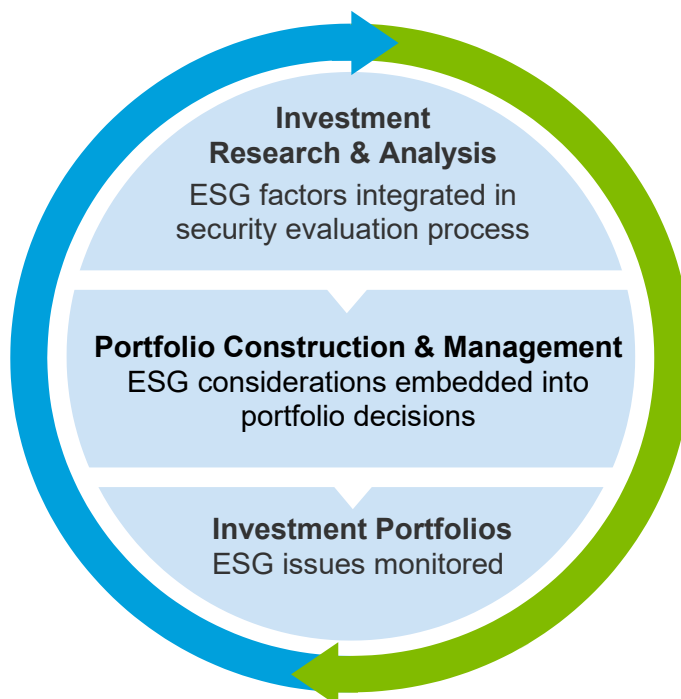 Investment
Research & Analysis
ESG factors integrated in
security evaluation process
Portfolio Construction & Management
ESG considerations embedded into
portfolio decisions
Investment Portfolios
ESG issues monitored